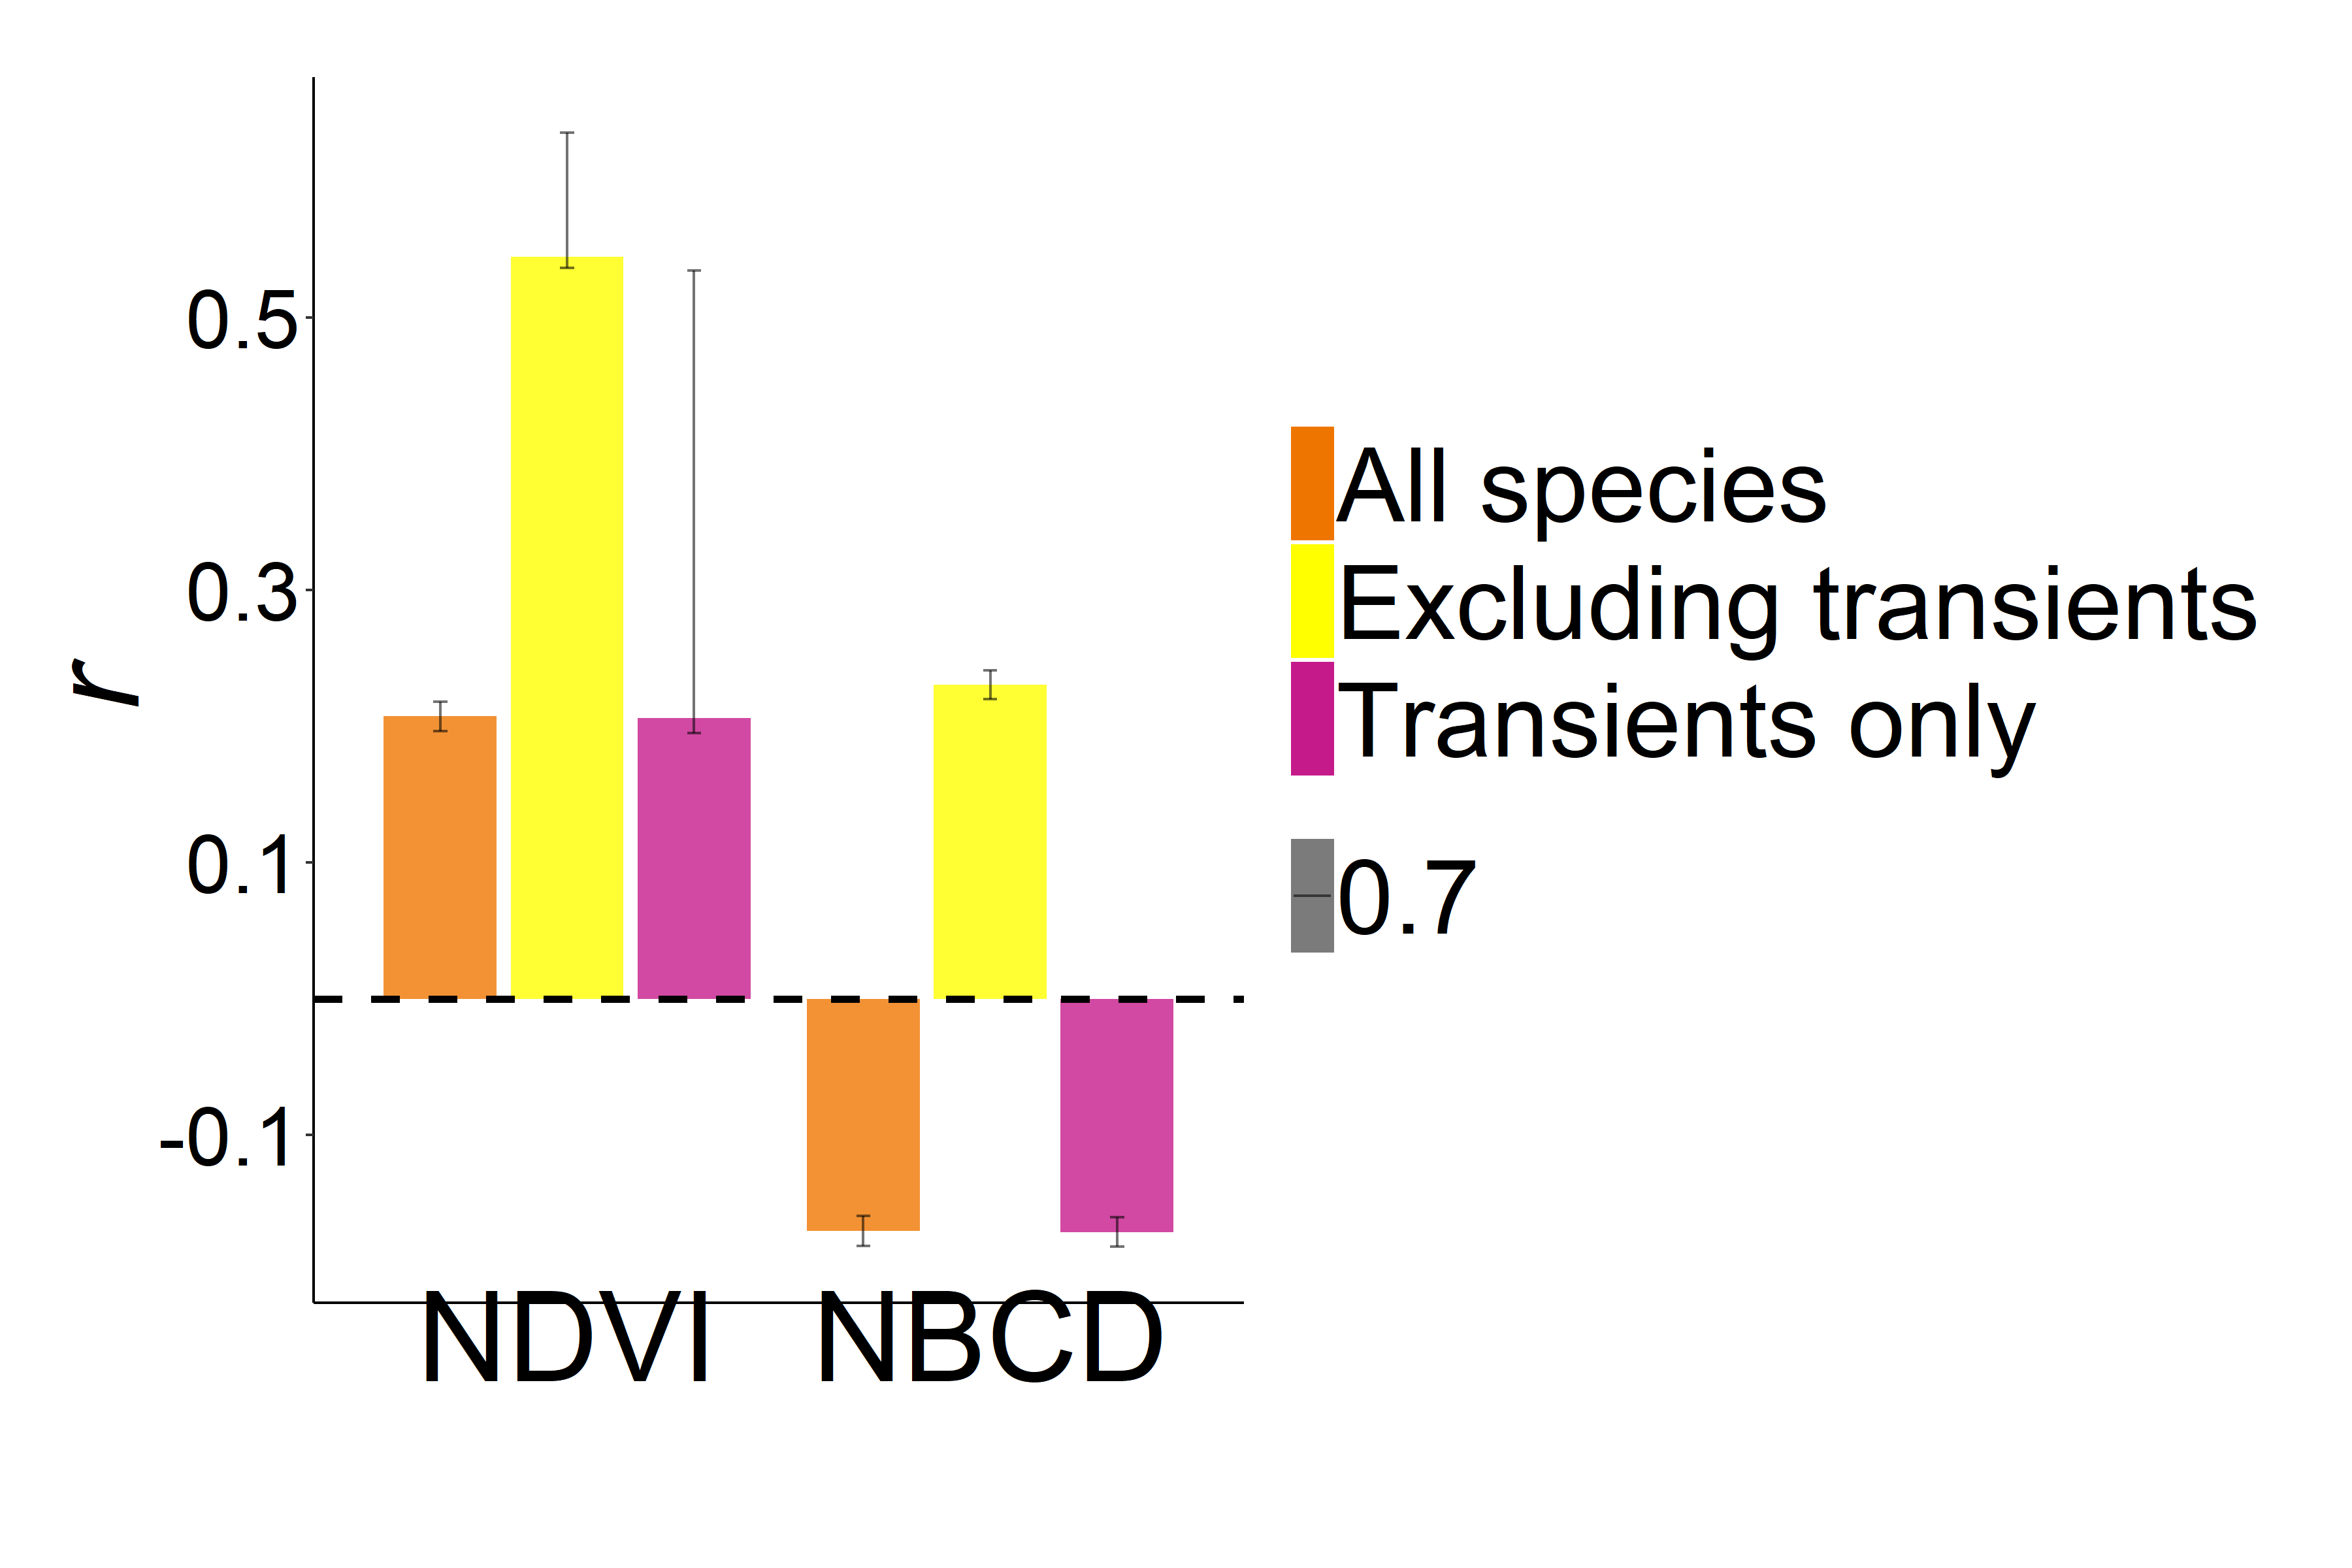 r
0.5
0.3
0.1
-0.1
NDVI NBCD
All species
Excluding transients
Transients only
0.7